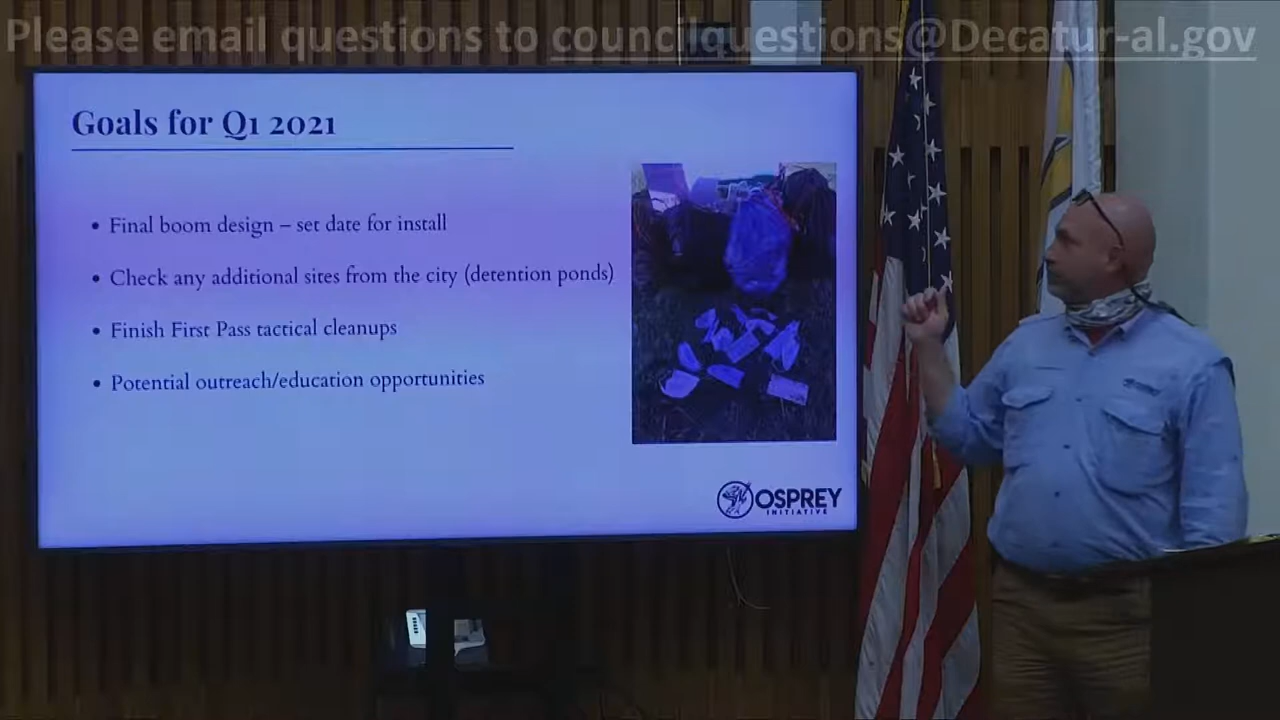 Please email questions to councilquestions@Decatur-al.gov
Goals for Q1 2021
• Final boom design – set date for install
• Check any additional sites from the city (detention ponds)
• Finish First Pass tactical cleanups
• Potential outreach/education opportunities
OSPREY
INITIATIVE